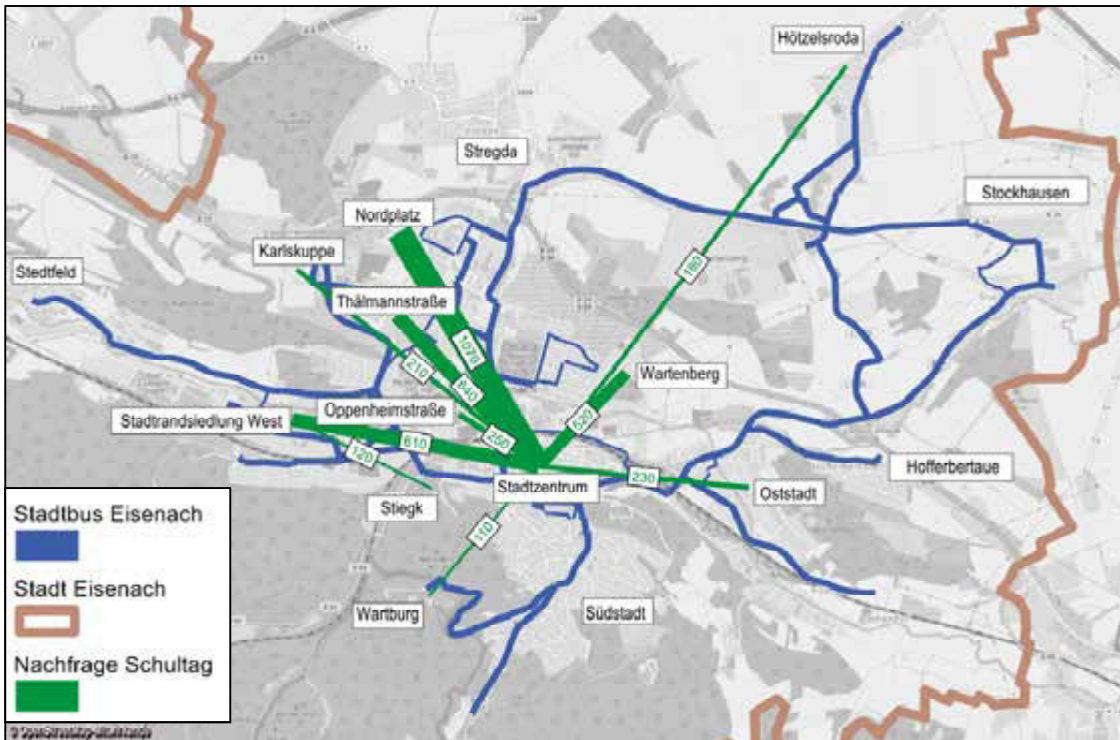 Hötzelsroda
Stregda
Stockhausen
Nordplatz
Karlskuppe
Stedtfeld
180
Thälmannstraße
1070
210
840
Wartenberg
Oppenheimstraße
Stadtrandsiedlung West
520
250
610
120
230
Hofferbertaue
Stadtzentrum
Oststadt
Stiegk
110
Wartburg
Südstadt
Stadtbus Eisenach
Stadt Eisenach
Nachfrage Schultag